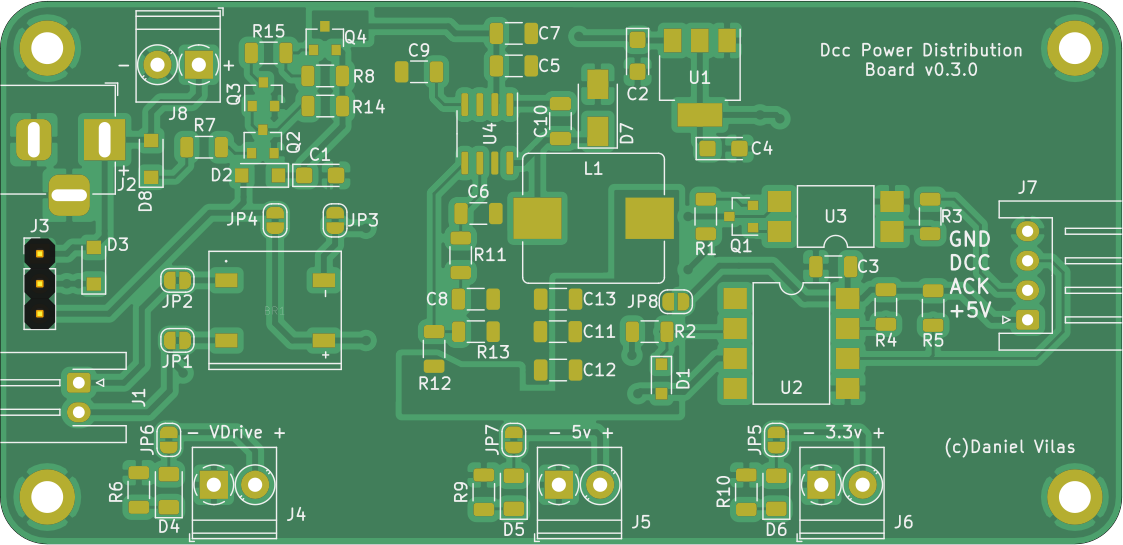 R15
Q4
C7
C9
C5
R8
Q3
R14
Dcc Power Distribution
Board v0.3.0
U1
C2
- +
J8
R7
Q2
U4
C10
D7
C4
+
J2
D8
D2
C1
L1
J7
J3
D3
JP4
JP3
C6
R11
R1
Q1
U3
R3
GND
DCC
ACK
+5V
C3
JP2
-
BR1
+
C8
R13
C13
C11
C12
JP8
R2
D1
R4
R5
U2
JP1
J1
R12
JP6
- VDrive +
JP7
- 5v +
JP5
- 3.3v +
(c)Daniel Vilas
R6
D4
J4
R9
D5
J5
R10
D6
J6